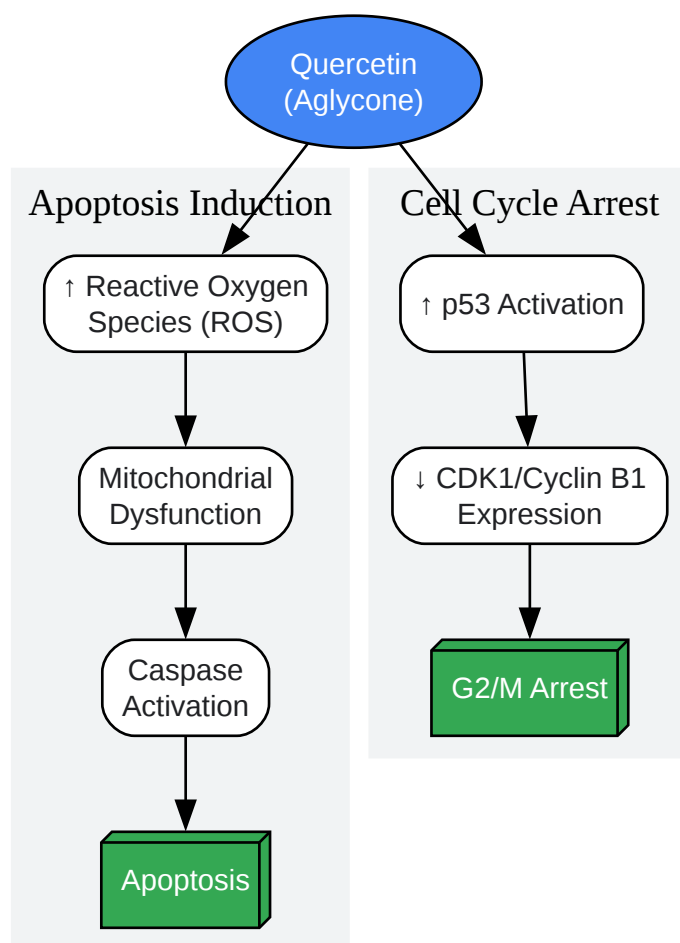 Quercetin
(Aglycone)
Apoptosis Induction
↑ Reactive Oxygen
Species (ROS)
Mitochondrial
Dysfunction
Caspase
Activation
Apoptosis
Cell Cycle Arrest
↑ p53 Activation
↓ CDK1/Cyclin B1
Expression
G2/M Arrest